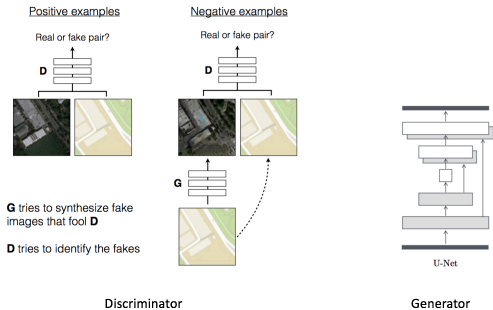 Positive examples
Negative examples
Real or fake pair?
Real or fake pair?
D
D
G
G tries to synthesize fake
images that fool D
D tries to identify the fakes
U-Net
Discriminator
Generator